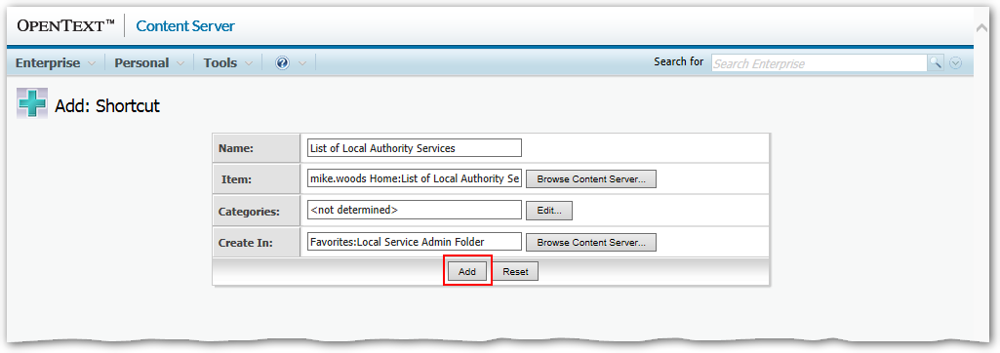 OPENTEXT™ Content Server
Enterprise Personal Tools ? Search for Search Enterprise
Add: Shortcut
Name: List of Local Authority Services
Item: mike.woods Home:List of Local Authority Se Browse Content Server...
Categories: <not determined> Edit...
Create In: Favorites:Local Service Admin Folder Browse Content Server...
Add Reset